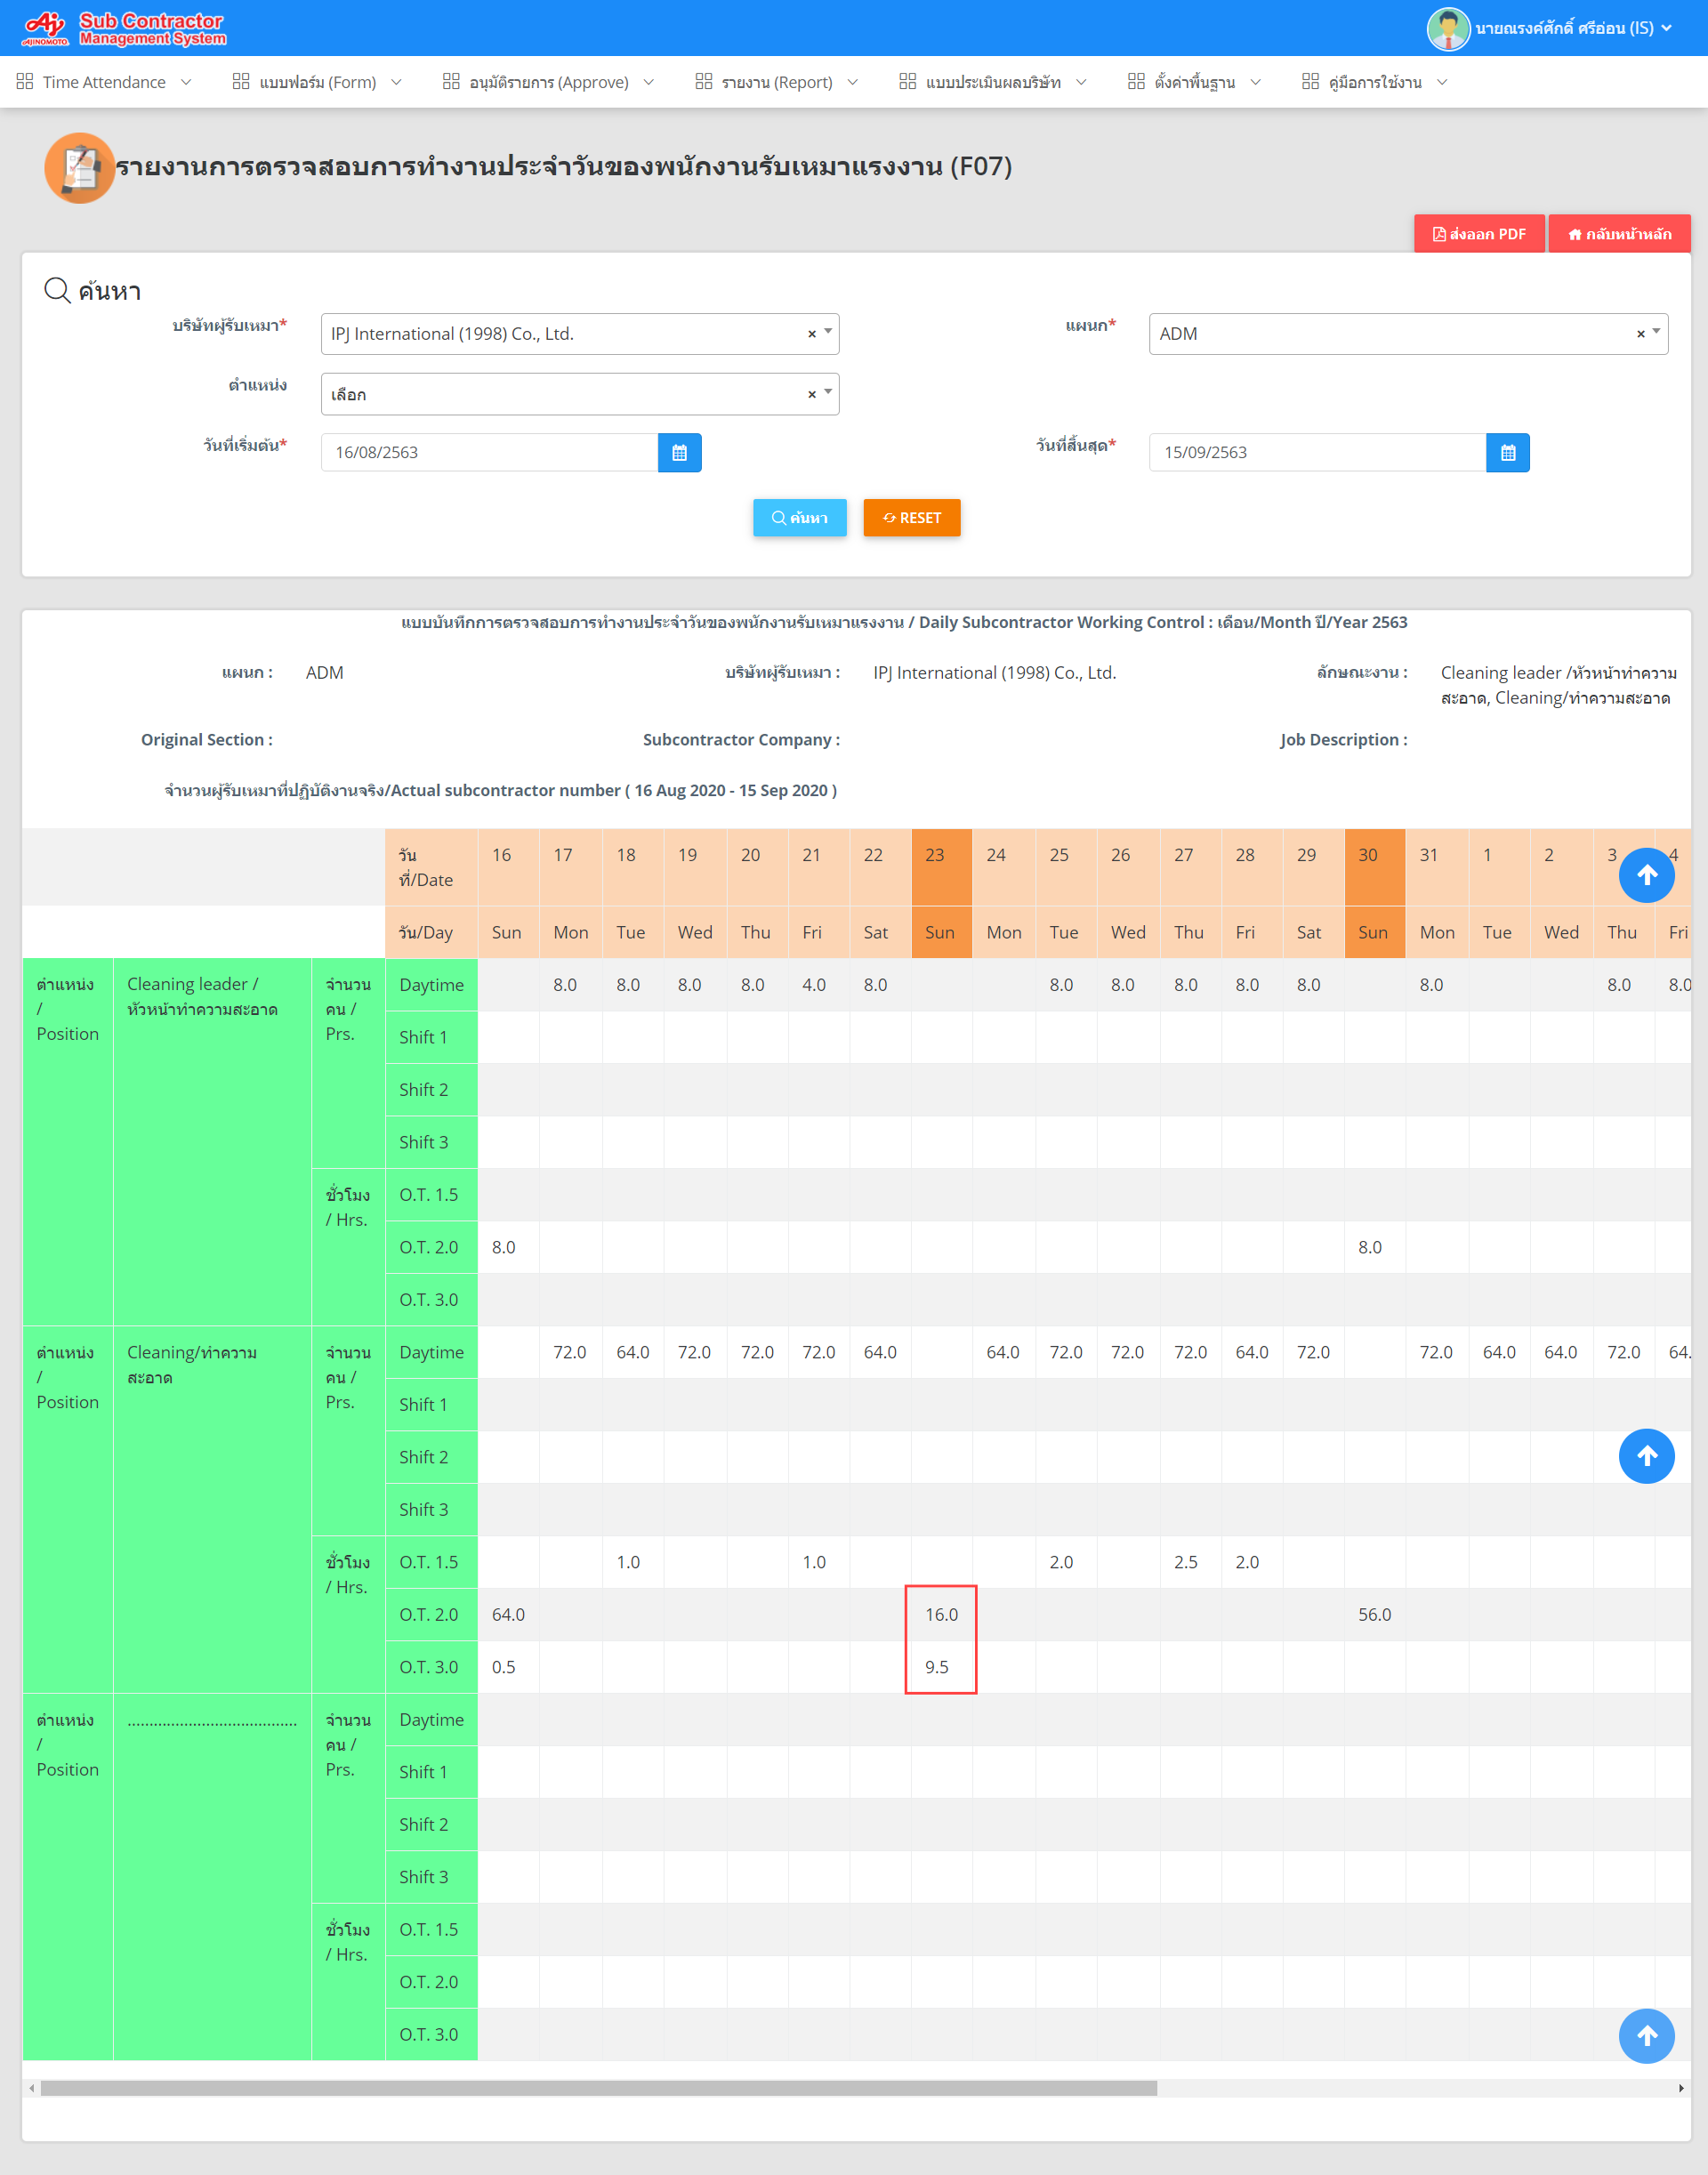 Aj AJINOMOTO. Sub Contractor Management System นายณรงค์ศักดิ์ ศรีอ่อน (IS)
Time Attendance แบบฟอร์ม (Form) อนุมัติรายการ (Approve) รายงาน (Report) แบบประเมินผลบริษัท ตั้งค่าพื้นฐาน คู่มือการใช้งาน
รายงานการตรวจสอบการทำงานประจำวันของพนักงานรับเหมาแรงงาน (F07)
ส่งออก PDF กลับหน้าหลัก
ค้นหา
บริษัทผู้รับเหมา* IPJ International (1998) Co., Ltd. × แผนก* ADM ×
ตำแหน่ง เลือก ×
วันที่เริ่มต้น* 16/08/2563 วันที่สิ้นสุด* 15/09/2563
ค้นหา RESET
แบบบันทึกการตรวจสอบการทำงานประจำวันของพนักงานรับเหมาแรงงาน / Daily Subcontractor Working Control : เดือน/Month ปี/Year 2563
แผนก : ADM บริษัทผู้รับเหมา : IPJ International (1998) Co., Ltd. ลักษณะงาน : Cleaning leader /หัวหน้าทำความ
สะอาด, Cleaning/ทำความสะอาด
Original Section : Subcontractor Company : Job Description :
จำนวนผู้รับเหมาที่ปฏิบัติงานจริง/Actual subcontractor number ( 16 Aug 2020 - 15 Sep 2020 )
วัน
ที่/Date 16 17 18 19 20 21 22 23 24 25 26 27 28 29 30 31 1 2 3 4
วัน/Day Sun Mon Tue Wed Thu Fri Sat Sun Mon Tue Wed Thu Fri Sat Sun Mon Tue Wed Thu Fri
ตำแหน่ง
/
Position
Cleaning leader /
หัวหน้าทำความสะอาด
จำนวน
คน /
Prs.
Daytime 8.0 8.0 8.0 8.0 4.0 8.0 8.0 8.0 8.0 8.0 8.0 8.0 8.0 8.0
Shift 1
Shift 2
Shift 3
ชั่วโมง
/ Hrs.
O.T. 1.5
O.T. 2.0 8.0 8.0
O.T. 3.0
ตำแหน่ง
/
Position
Cleaning/ทำความ
สะอาด
จำนวน
คน /
Prs.
Daytime 72.0 64.0 72.0 72.0 72.0 64.0 64.0 72.0 72.0 72.0 64.0 72.0 72.0 64.0 64.0 72.0 64.
Shift 1
Shift 2
Shift 3
ชั่วโมง
/ Hrs.
O.T. 1.5 1.0 1.0 2.0 2.5 2.0
O.T. 2.0 64.0 16.0 56.0
O.T. 3.0 0.5 9.5
ตำแหน่ง
/
Position
.......................................
จำนวน
คน /
Prs.
Daytime
Shift 1
Shift 2
Shift 3
ชั่วโมง
/ Hrs.
O.T. 1.5
O.T. 2.0
O.T. 3.0